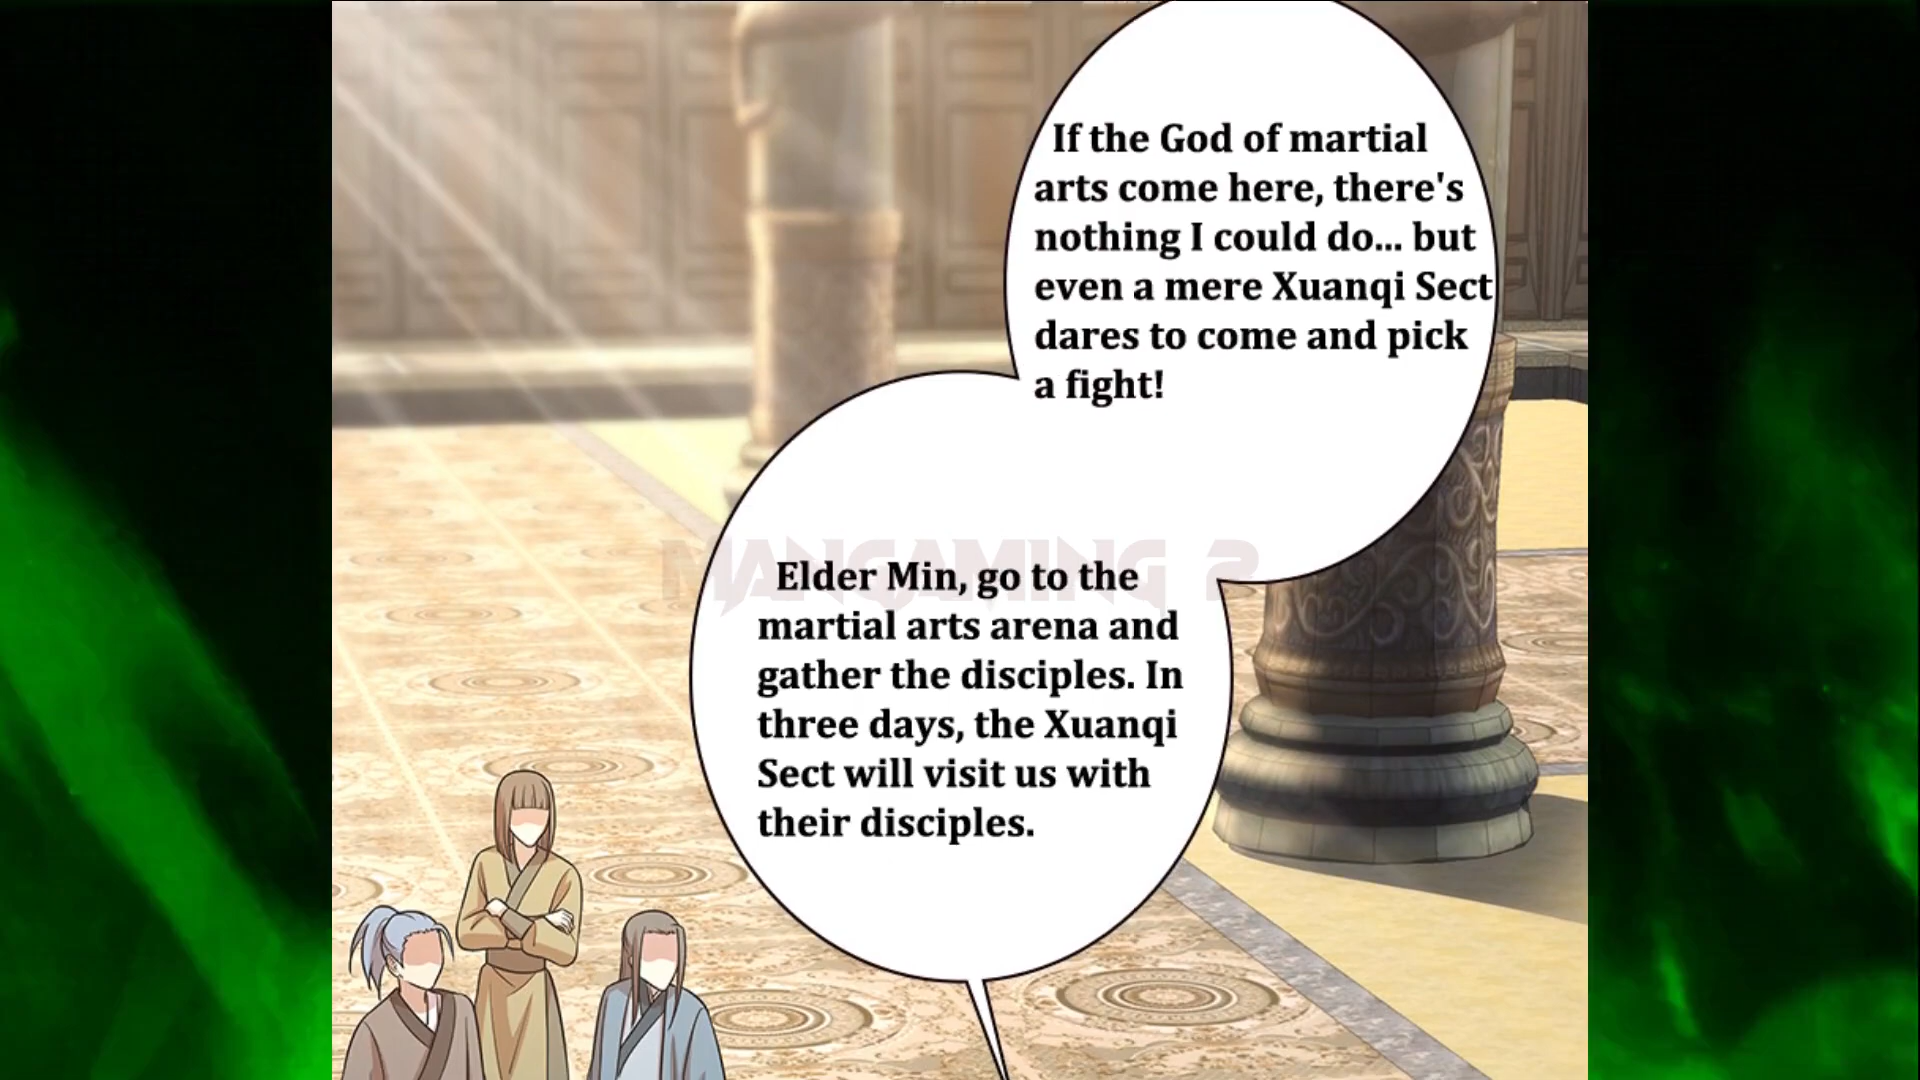 If the God of martial
arts come here, there's
nothing I could do... but
even a mere Xuanqi Sect
dares to come and pick
a fight!
MANGAMING 2
Elder Min, go to the
martial arts arena and
gather the disciples. In
three days, the Xuanqi
Sect will visit us with
their disciples.